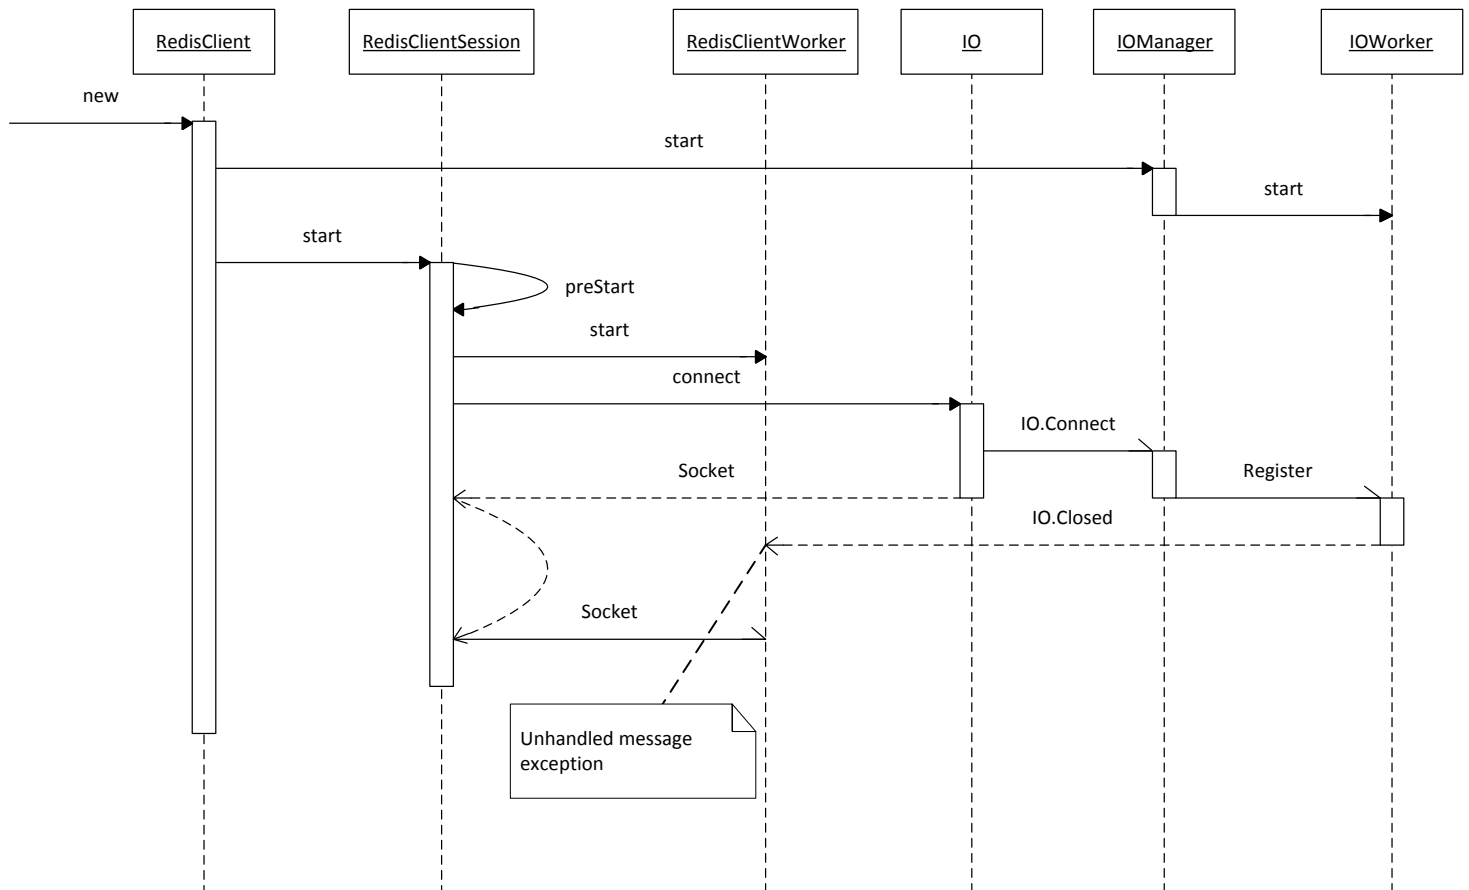 RedisClient
RedisClientSession
RedisClientWorker
IO
IOManager
IOWorker
new
start
start
start
preStart
start
connect
IO.Connect
Socket
Register
IO.Closed
Socket
Unhandled message
exception